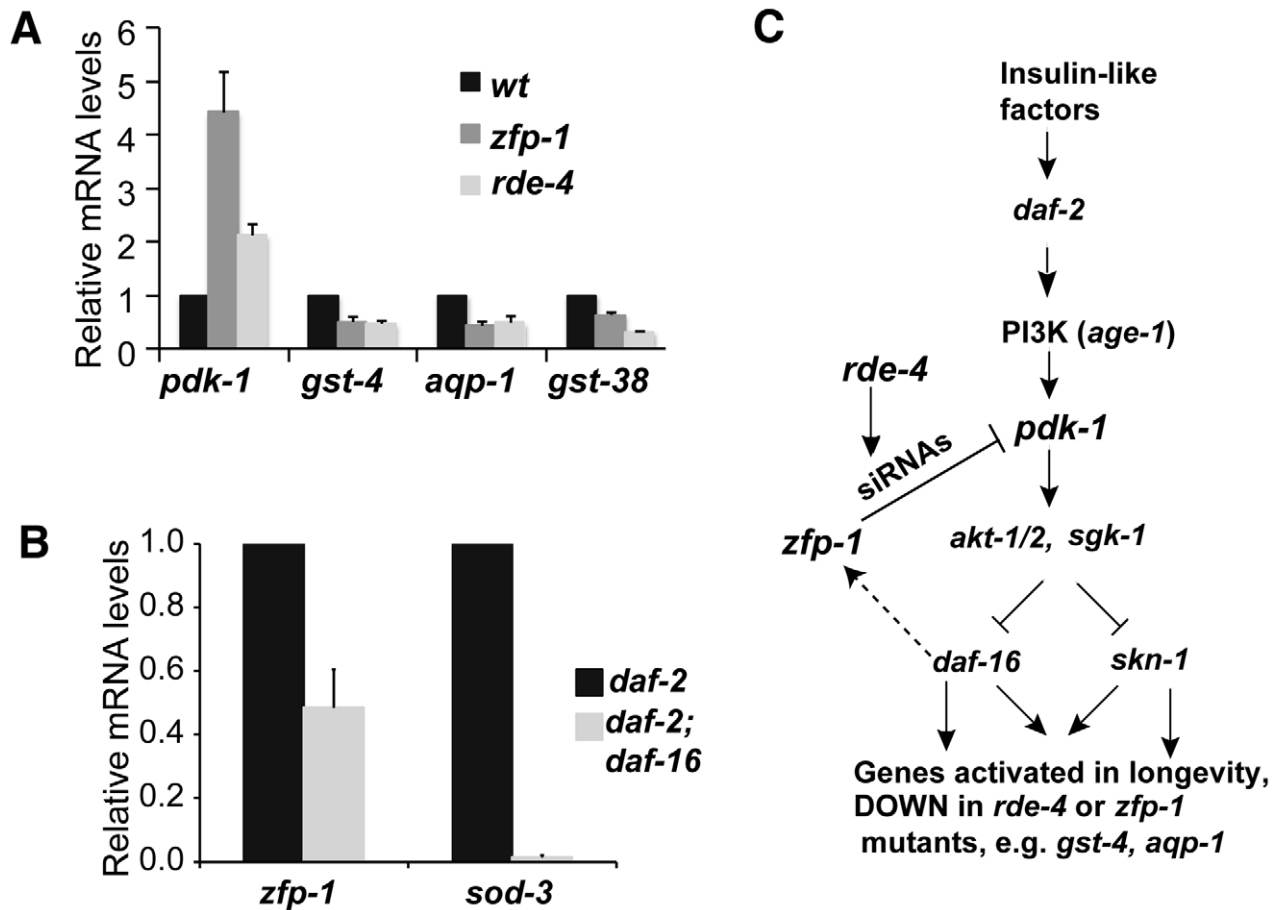 A
Relative mRNA levels
6
5
4
3
2
1
0
wt
zfp-1
rde-4
pdk-1 gst-4 aqp-1 gst-38
B
Relative mRNA levels
1.0
0.8
0.6
0.4
0.2
0.0
daf-2
daf-2;
daf-16
zfp-1 sod-3
C
Insulin-like
factors
daf-2
PI3K (age-1)
rde-4
pdk-1
siRNAs
zfp-1
akt-1/2, sgk-1
daf-16 skn-1
Genes activated in longevity,
DOWN in rde-4 or zfp-1
mutants, e.g. gst-4, aqp-1